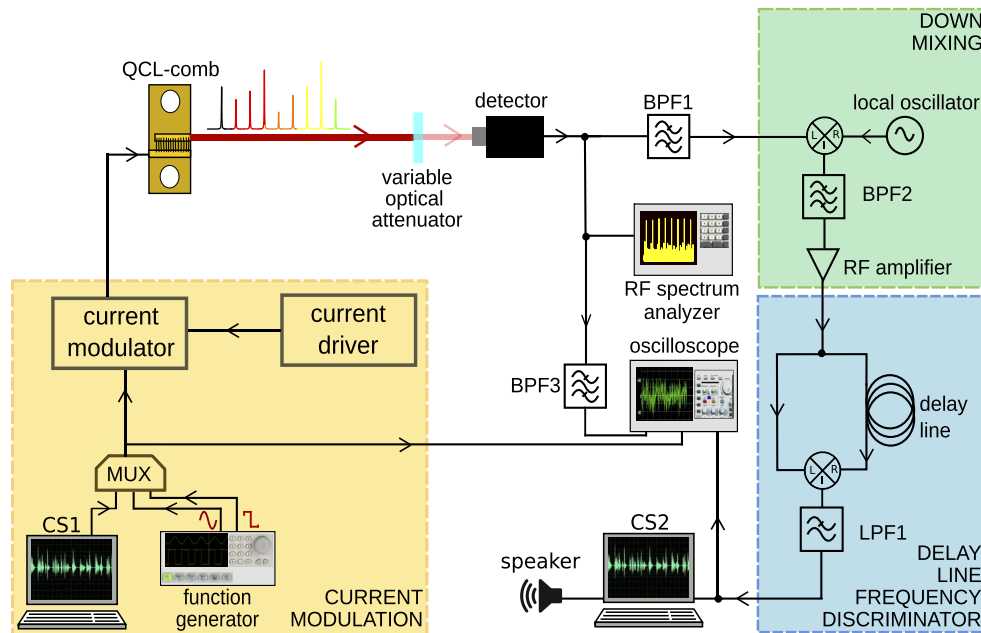 DOWN
MIXING
QCL-comb
detector
BPF1
local oscillator
L
R
I
variable
optical
attenuator
BPF2
RF amplifier
RF spectrum
analyzer
current
modulator
current
driver
oscilloscope
BPF3
delay
line
MUX
L
R
I
CS1
CS2
LPF1
speaker
function
generator
CURRENT
MODULATION
DELAY
LINE
FREQUENCY
DISCRIMINATOR